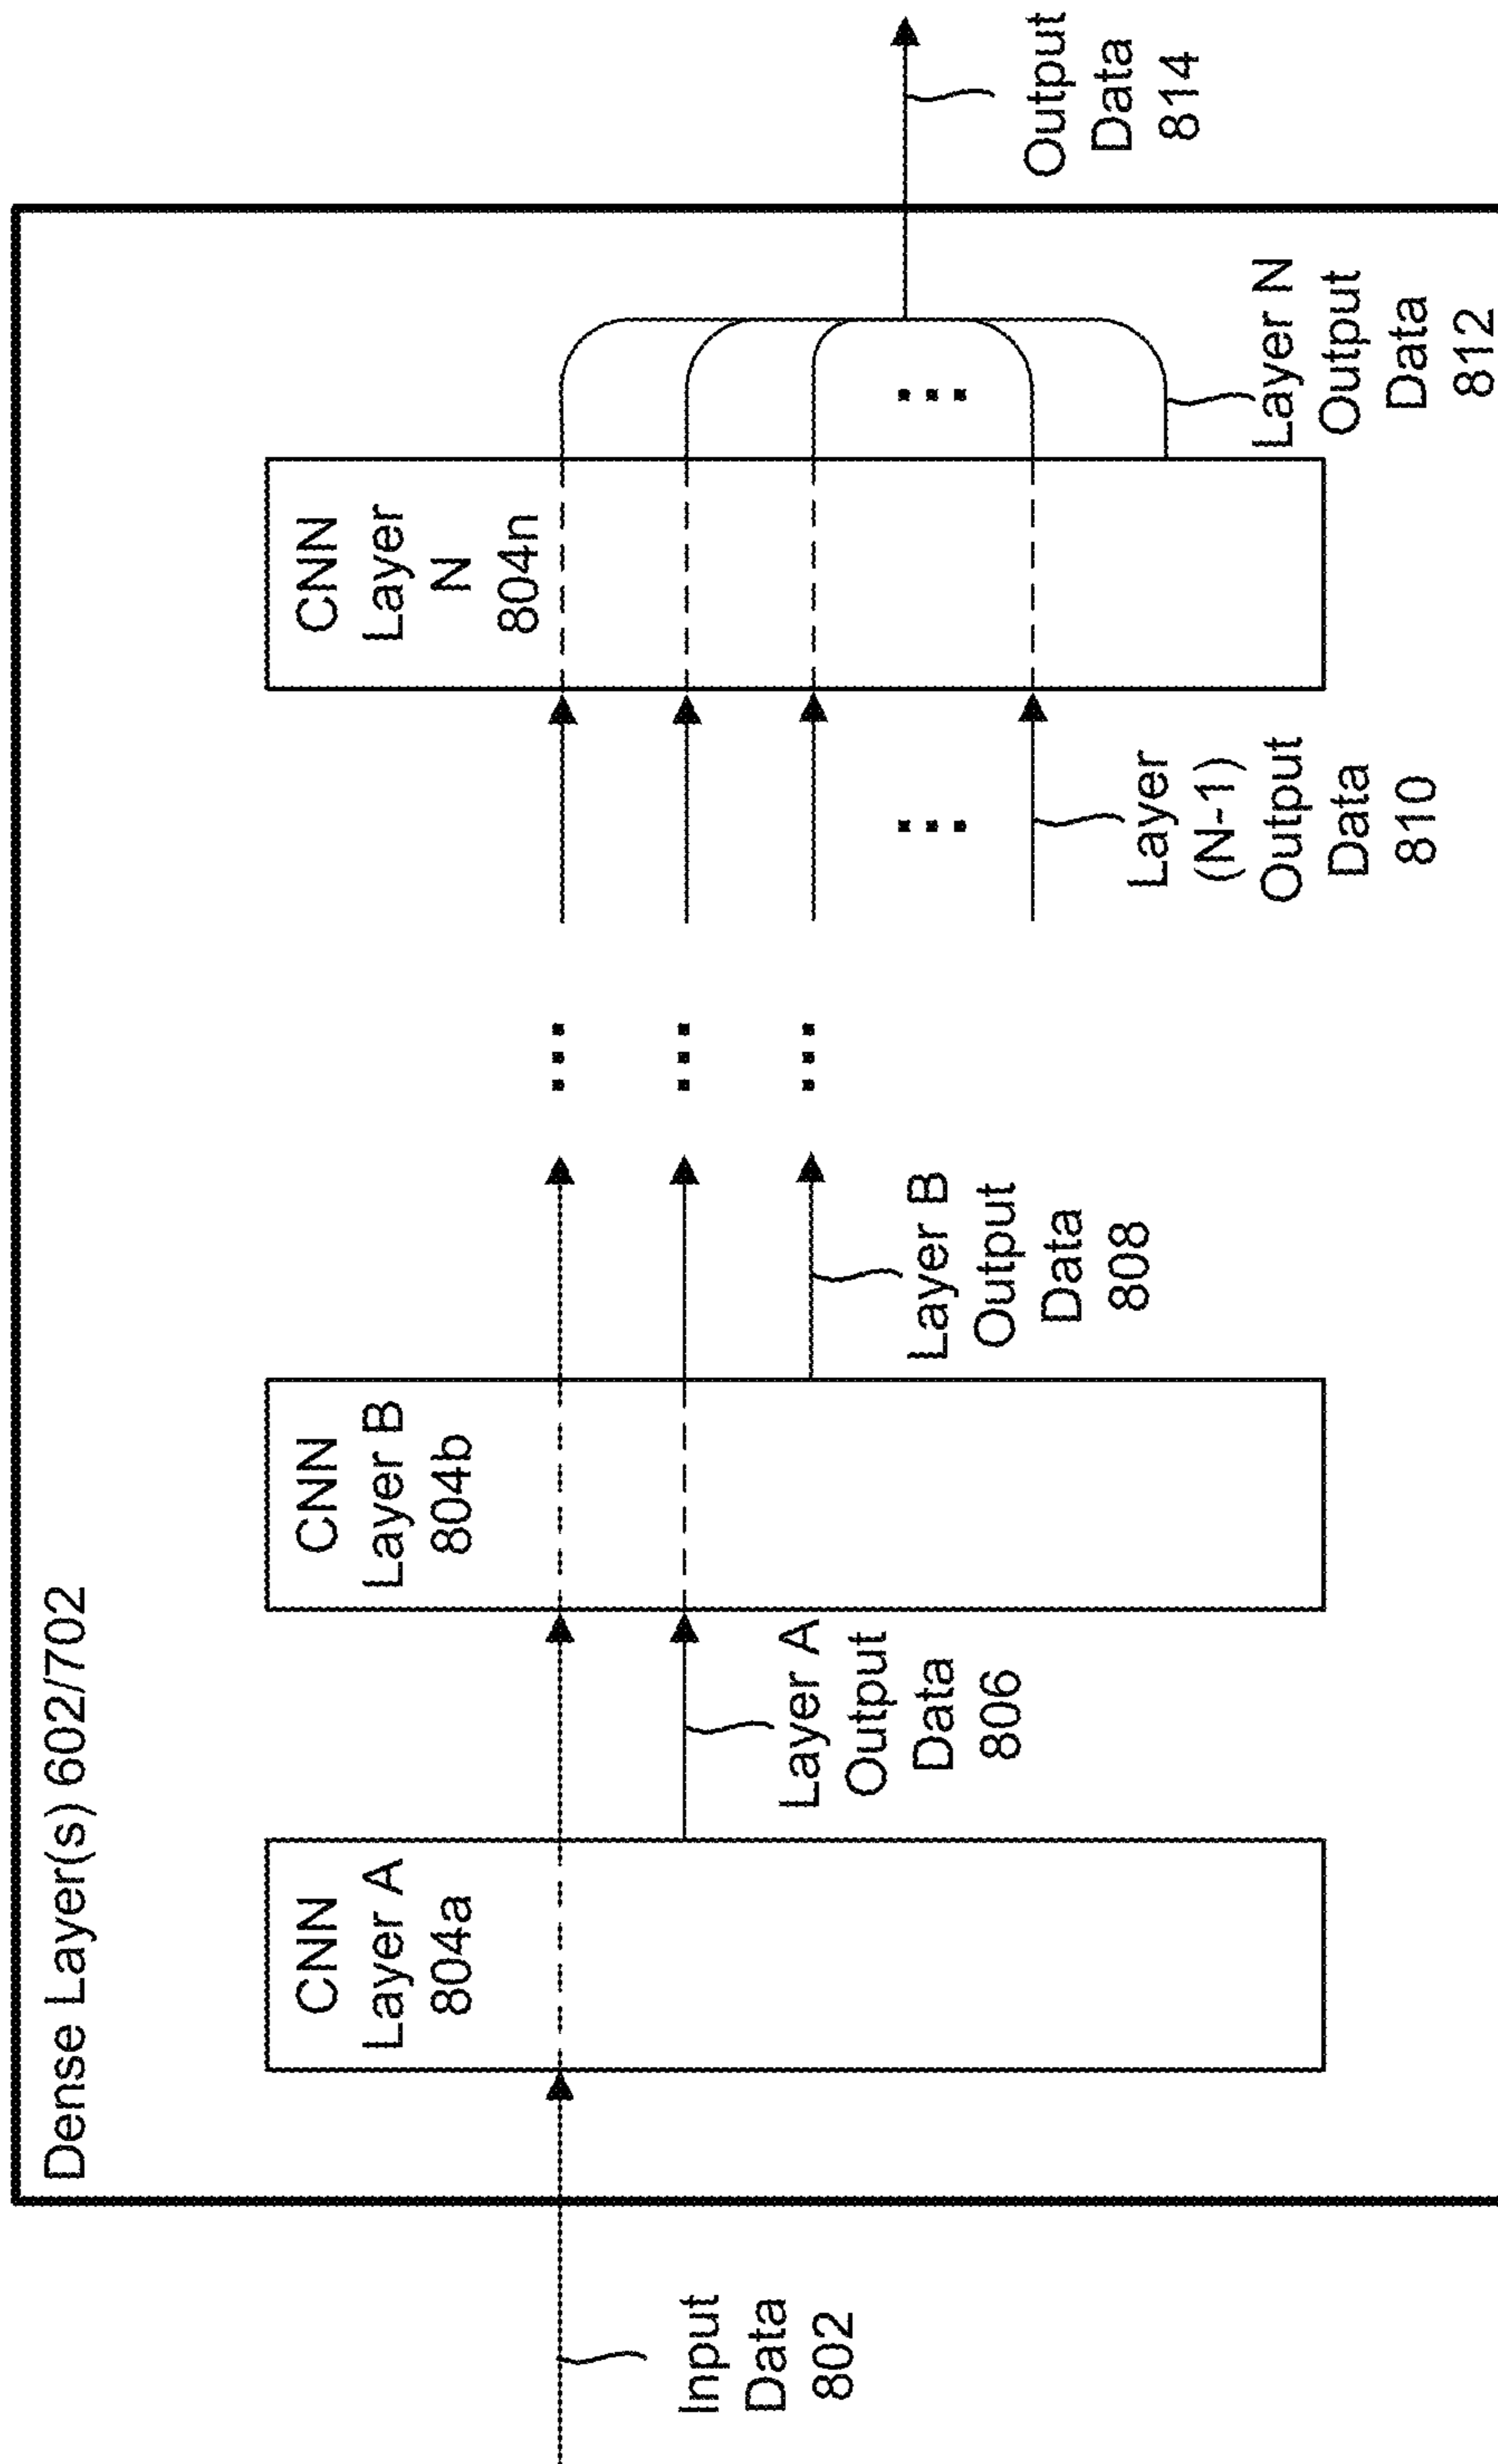 Dense Layer(s) 602/702
Input
Data
802
CNN
Layer A
804a
Layer A
Output
Data
806
CNN
Layer B
804b
Layer B
Output
Data
808
Layer
(N-1)
Output
Data
810
CNN
Layer
N
804n
Layer N
Output
Data
812
Output
Data
814